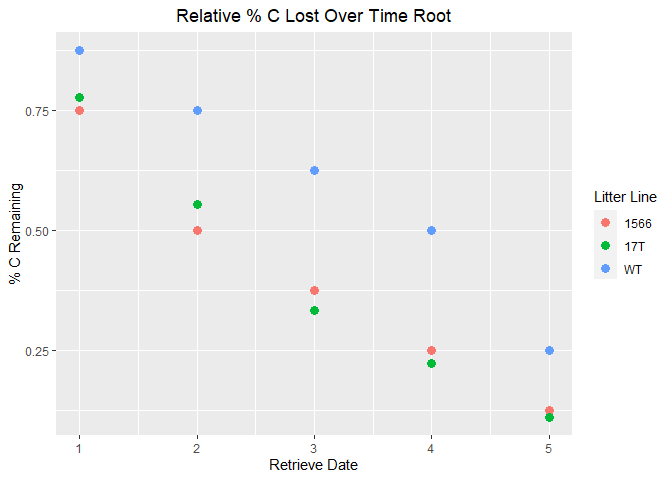 Relative % C Lost Over Time Root
% C Remaining
0.75
0.50
0.25
1
2
3
4
5
Retrieve Date
Litter Line
1566
17T
WT